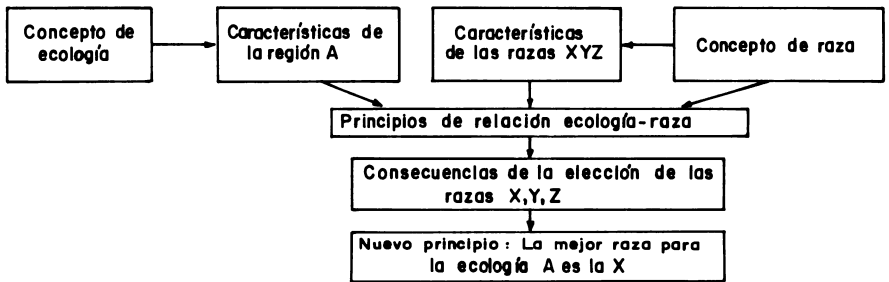 Concepto de
ecología
Características de
la región A
Características
de las razas XYZ
Concepto de raza
Principios de relación ecología-raza
Consecuencias de la elección de las
razas X,Y,Z
Nuevo principio: La mejor raza para
la ecología A es la X